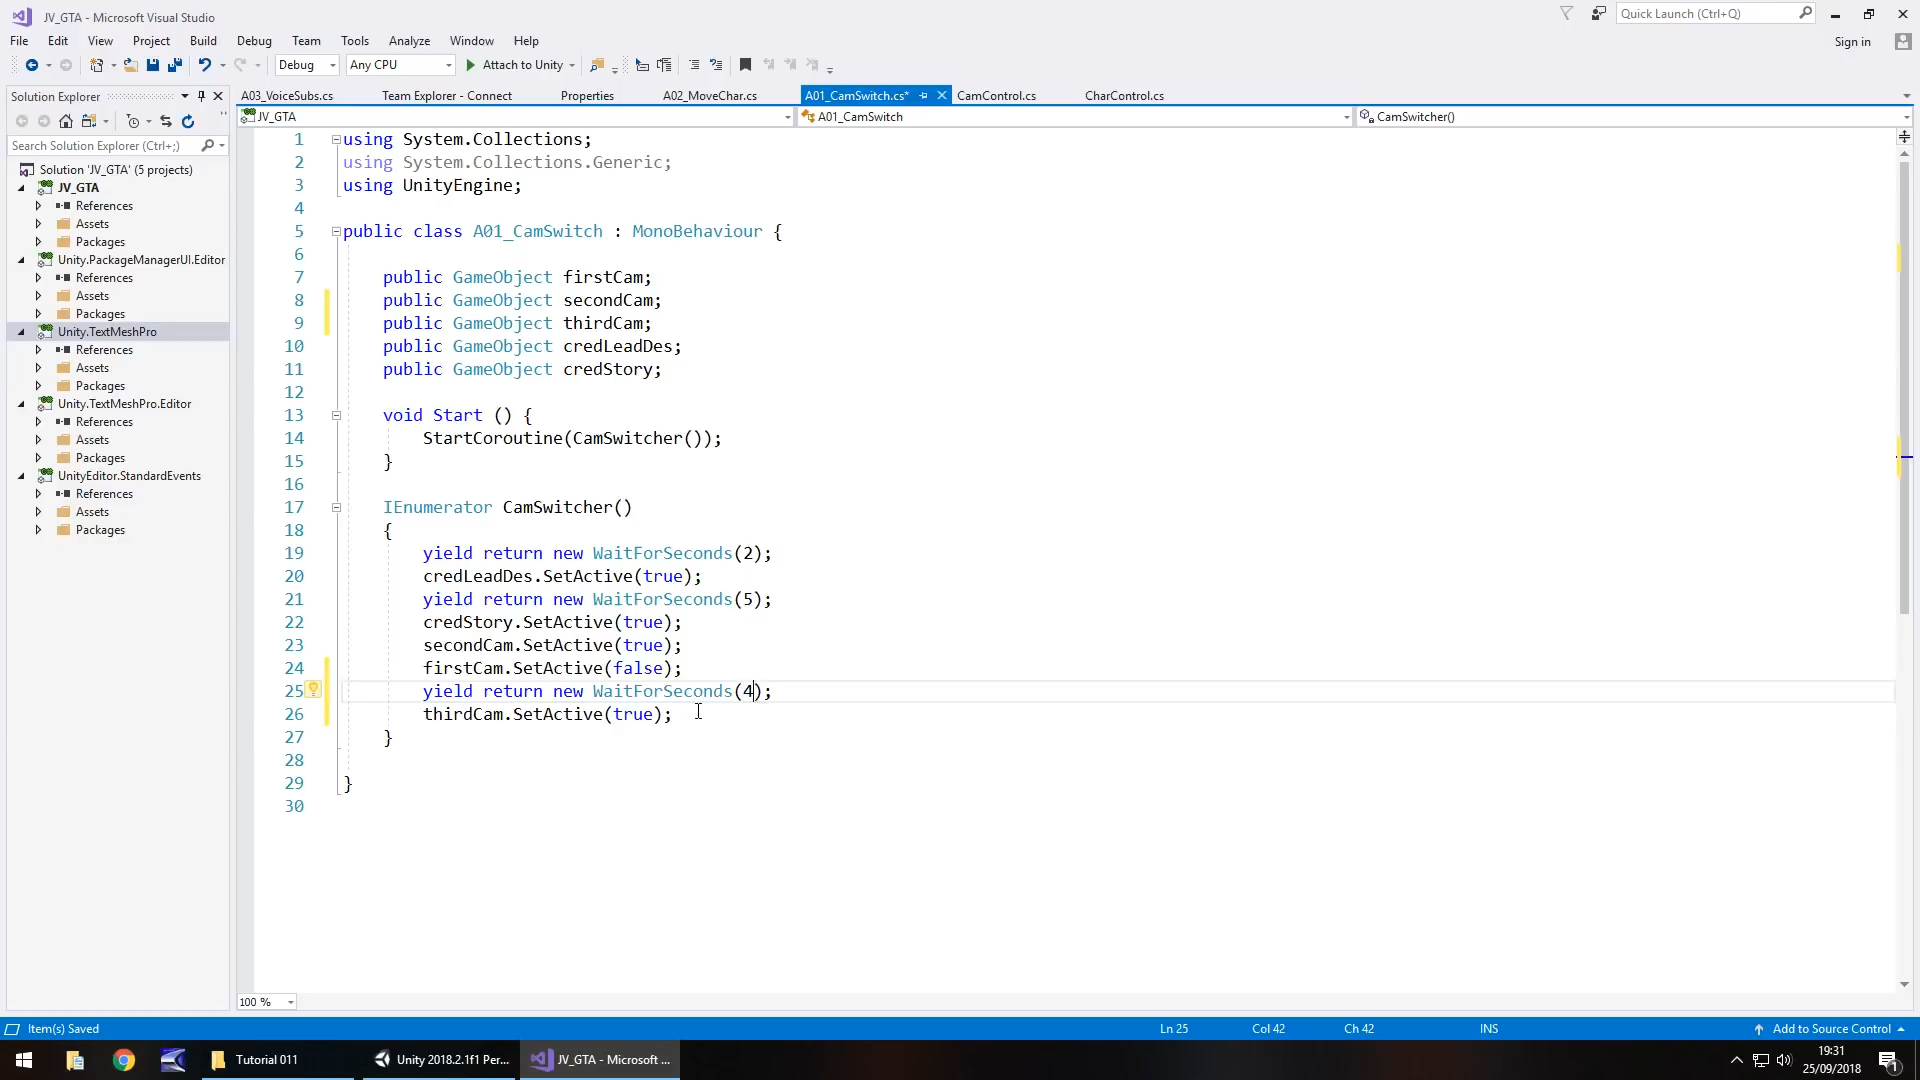 JV_GTA - Microsoft Visual Studio
Quick Launch (Ctrl+Q)
File Edit View Project Build Debug Team Tools Analyze Window Help
Sign in
Debug Any CPU Attach to Unity
Solution Explorer
Search Solution Explorer (Ctrl+;)
Solution 'JV_GTA' (5 projects)
JV_GTA
References
Assets
Packages
Unity.PackageManagerUI.Editor
References
Assets
Packages
Unity.TextMeshPro
References
Assets
Packages
Unity.TextMeshPro.Editor
References
Assets
Packages
UnityEditor.StandardEvents
References
Assets
Packages
A03_VoiceSubs.cs Team Explorer - Connect Properties A02_MoveChar.cs A01_CamSwitch.cs* CamControl.cs CharControl.cs
JV_GTA A01_CamSwitch CamSwitcher()
1 using System.Collections;
2 using System.Collections.Generic;
3 using UnityEngine;
4
5 public class A01_CamSwitch : MonoBehaviour {
6
7 public GameObject firstCam;
8 public GameObject secondCam;
9 public GameObject thirdCam;
10 public GameObject credLeadDes;
11 public GameObject credStory;
12
13 void Start () {
14 StartCoroutine(CamSwitcher());
15 }
16
17 IEnumerator CamSwitcher()
18 {
19 yield return new WaitForSeconds(2);
20 credLeadDes.SetActive(true);
21 yield return new WaitForSeconds(5);
22 credStory.SetActive(true);
23 secondCam.SetActive(true);
24 firstCam.SetActive(false);
25 yield return new WaitForSeconds(4);
26 thirdCam.SetActive(true);
27 }
28
29 }
30
100 %
Item(s) Saved Ln 25 Col 42 Ch 42 INS Add to Source Control
Tutorial 011 Unity 2018.2.1f1 Per... JV_GTA - Microsoft ...
19:31
25/09/2018
1